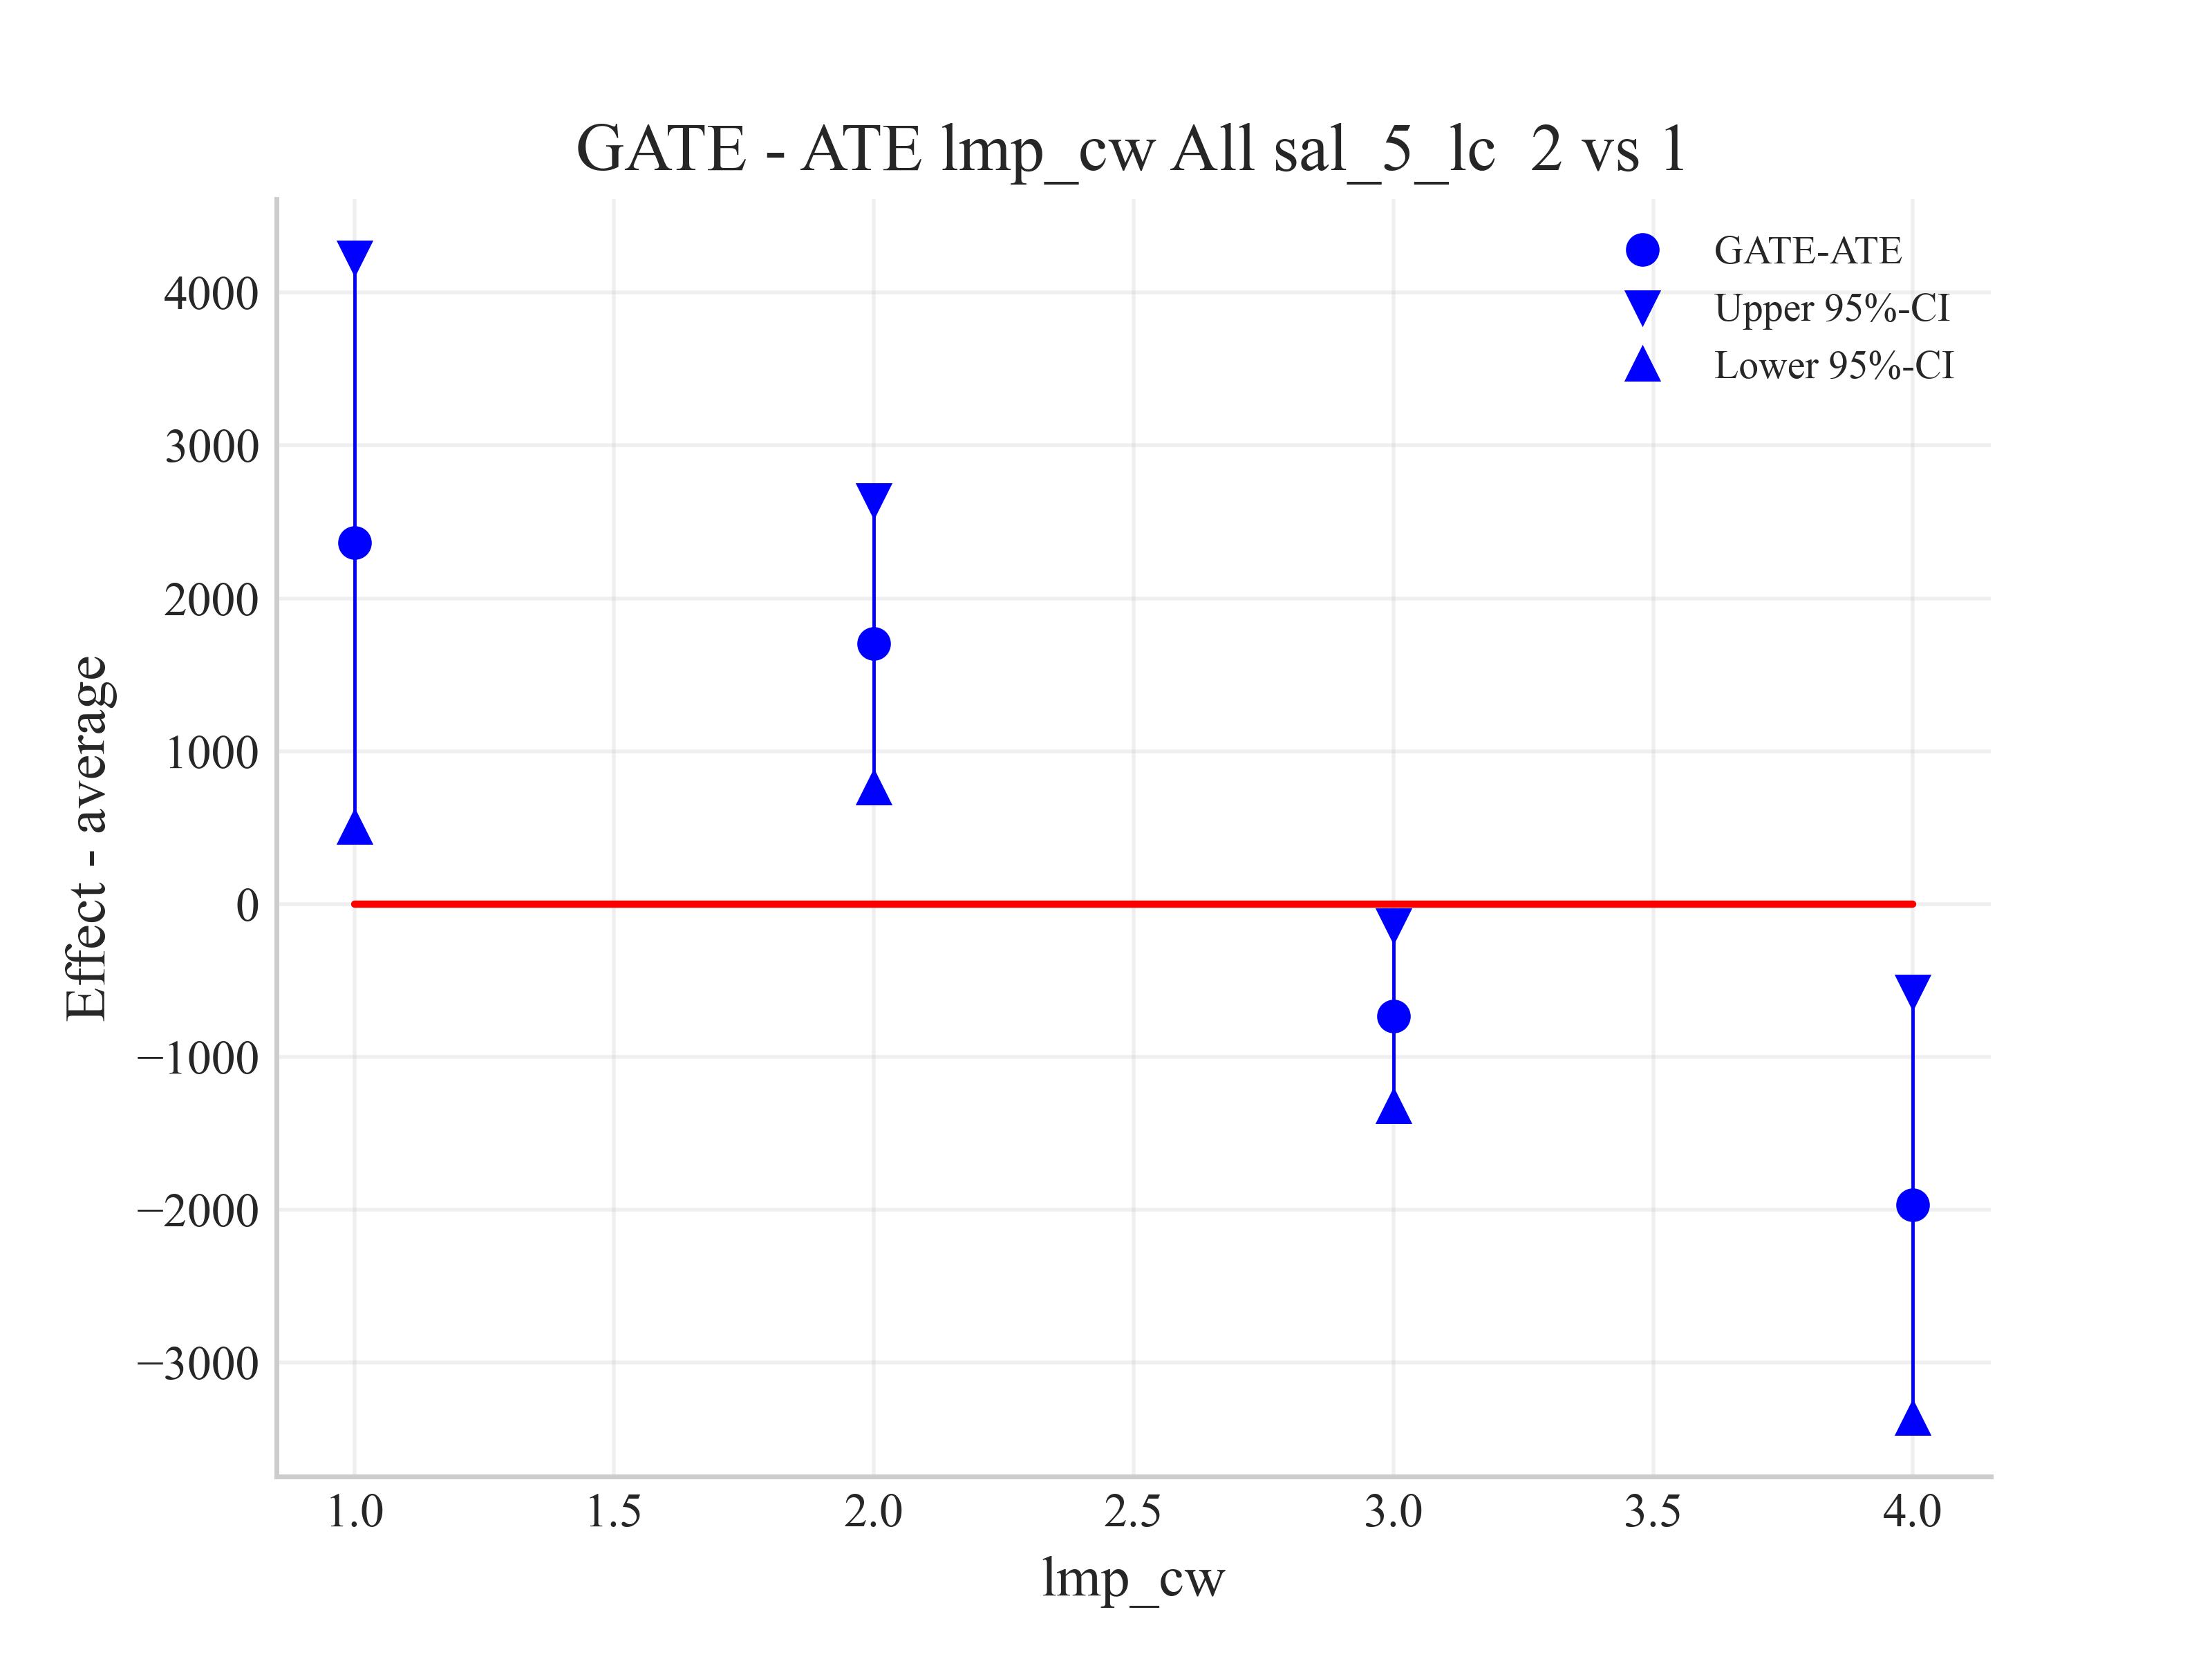 GATE - ATE lmp_cw All sal_5_lc 2 vs 1
GATE-ATE
Upper 95%-CI
Lower 95%-CI
Effect - average
4000
3000
2000
1000
0
−1000
−2000
−3000
1.0 1.5 2.0 2.5 3.0 3.5 4.0
lmp_cw